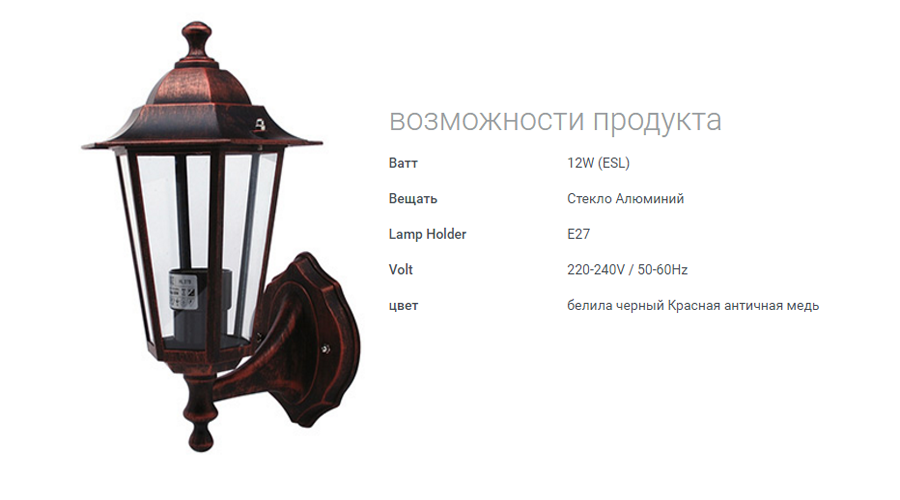 возможности продукта
Ватт 12W (ESL)
Вещать Стекло Алюминий
Lamp Holder E27
Volt 220-240V / 50-60Hz
цвет белила черный Красная античная медь